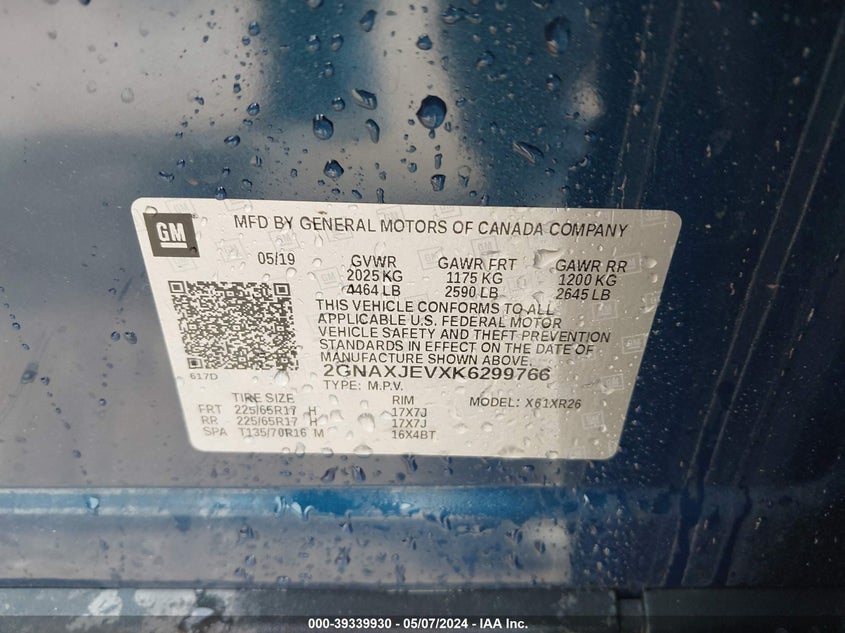 GM
MFD BY GENERAL MOTORS OF CANADA COMPANY
05/19 GVWR GAWR FRT GAWR RR
2025 KG 1175 KG 1200 KG
4464 LB 2590 LB 2645 LB
THIS VEHICLE CONFORMS TO ALL
APPLICABLE U.S. FEDERAL MOTOR
VEHICLE SAFETY AND THEFT PREVENTION
STANDARDS IN EFFECT ON THE DATE OF
MANUFACTURE SHOWN ABOVE.
617D 2GNAXJEVXK6299766
TYPE: M.P.V. MODEL: X61XR26
TIRE SIZE RIM
FRT 225/65R17 H 17X7J
RR 225/65R17 H 17X7J
SPA T135/70R16 M 16X4BT
000-39339930 - 05/07/2024 - IAA Inc.